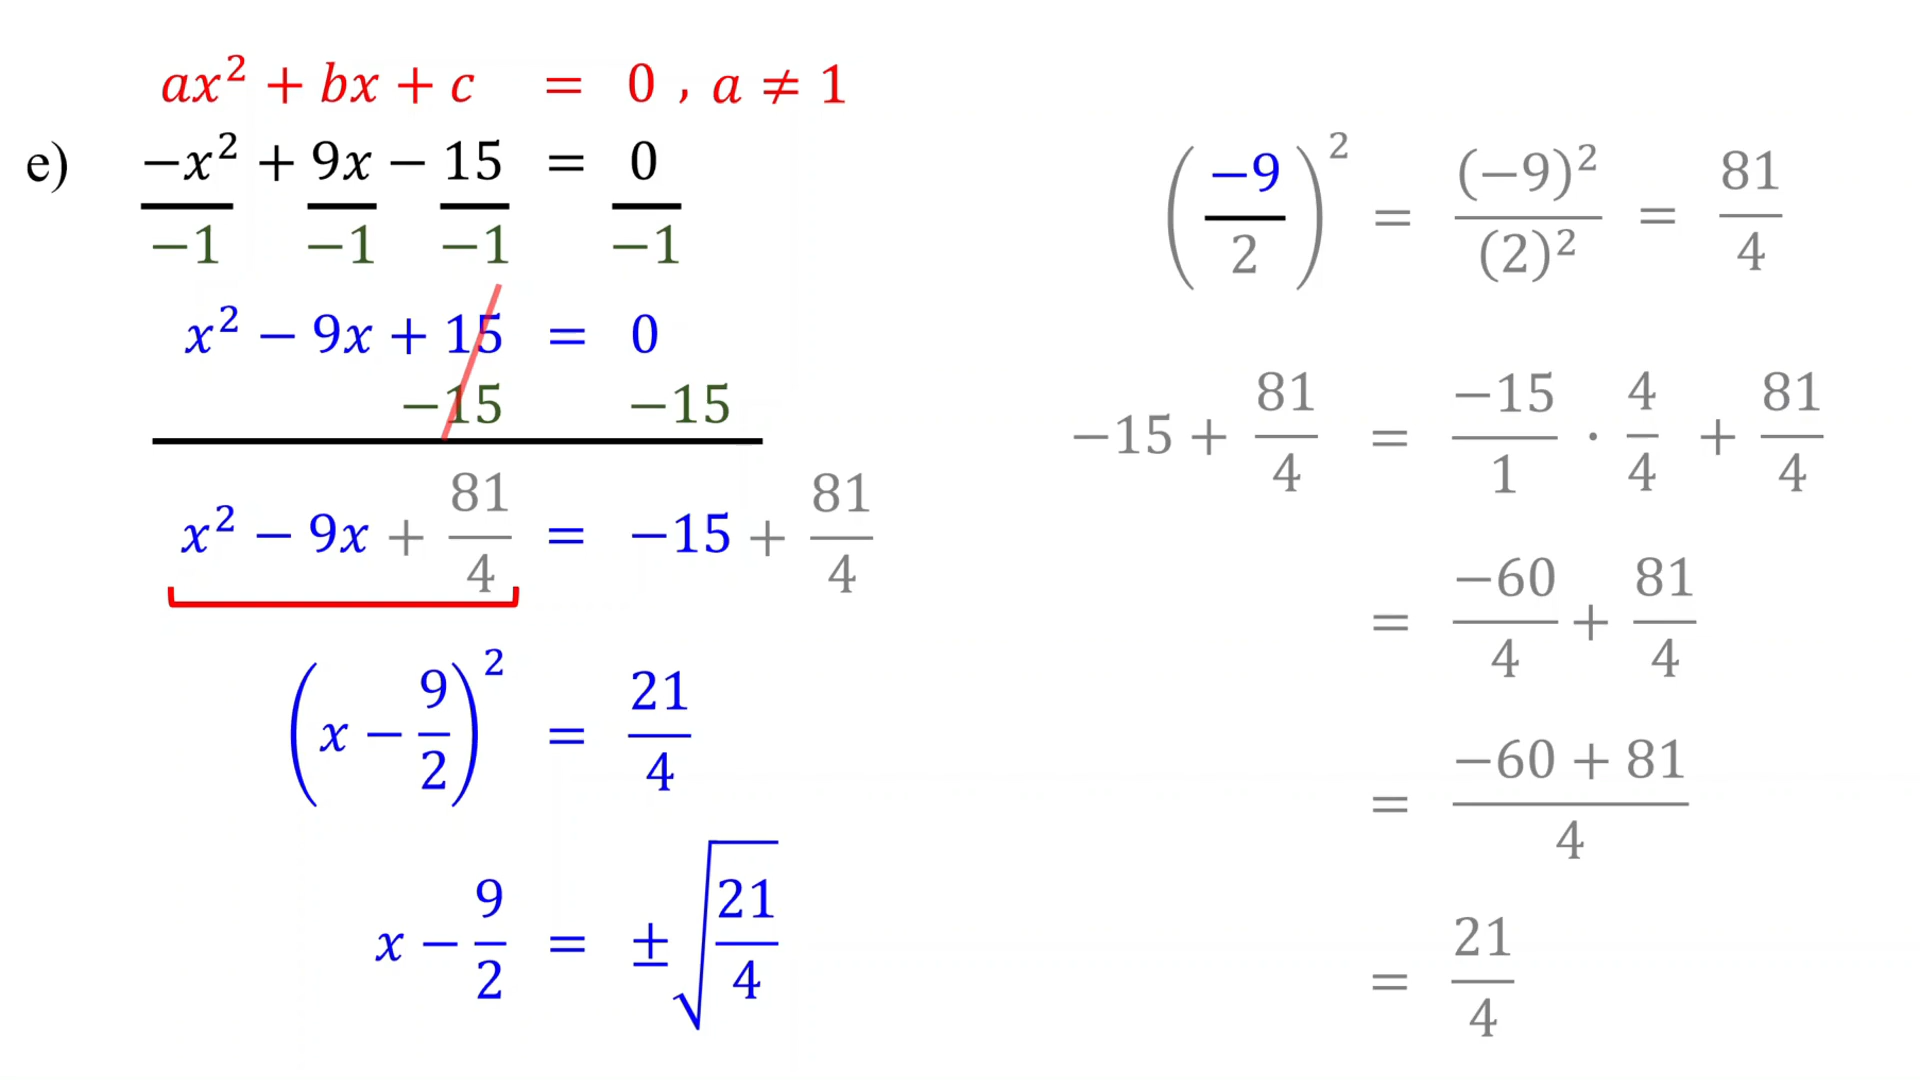 ax² + bx + c = 0 , a ≠ 1
e) −x² + 9x − 15 = 0
−1 −1 −1 −1
x² − 9x + 15 = 0
−15 −15
x² − 9x + 81/4 = −15 + 81/4
(x − 9/2)² = 21/4
x − 9/2 = ±√(21/4)
(−9/2)² = (−9)²/(2)² = 81/4
−15 + 81/4 = −15/1 · 4/4 + 81/4
= −60/4 + 81/4
= (−60 + 81)/4
= 21/4